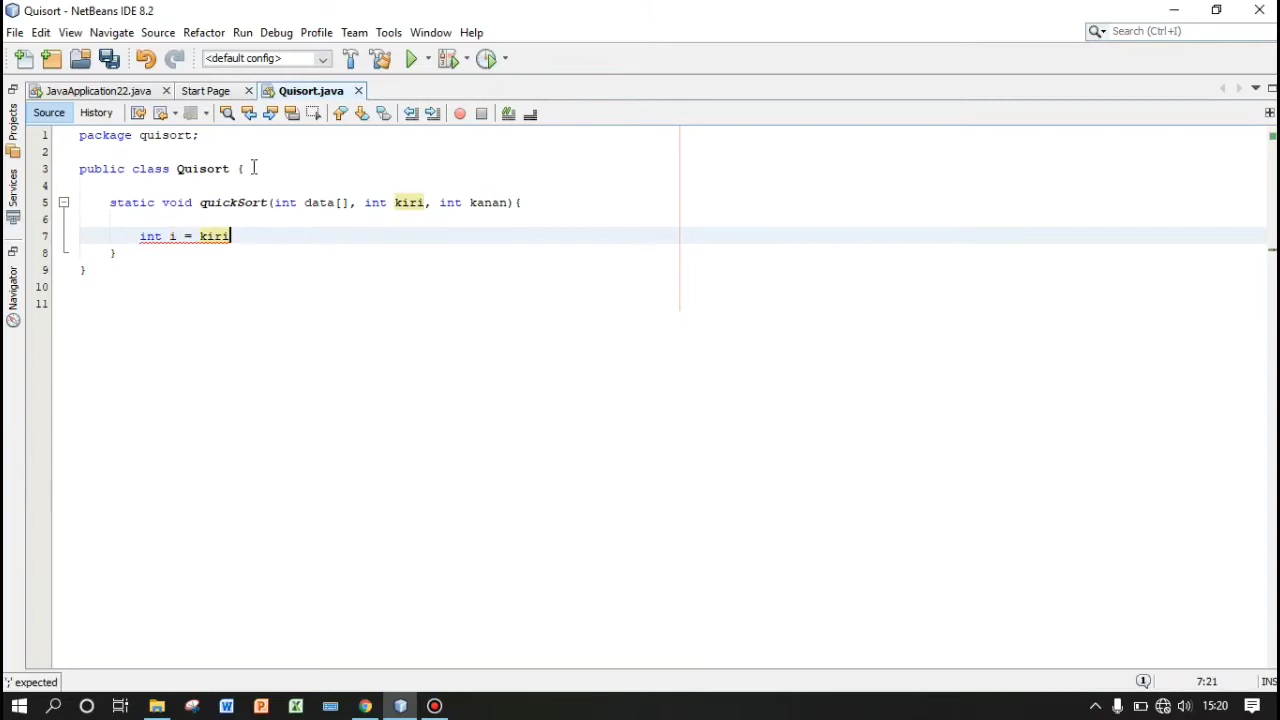 Quisort - NetBeans IDE 8.2
File Edit View Navigate Source Refactor Run Debug Profile Team Tools Window Help
Search (Ctrl+I)
<default config>
JavaApplication22.java Start Page Quisort.java
Source History
Projects
Services
Navigator
1 package quisort;
2
3 public class Quisort {
4
5 static void quickSort(int data[], int kiri, int kanan){
6
7 int i = kiri
8 }
9 }
10
11
';' expected
7:21 INS
15:20